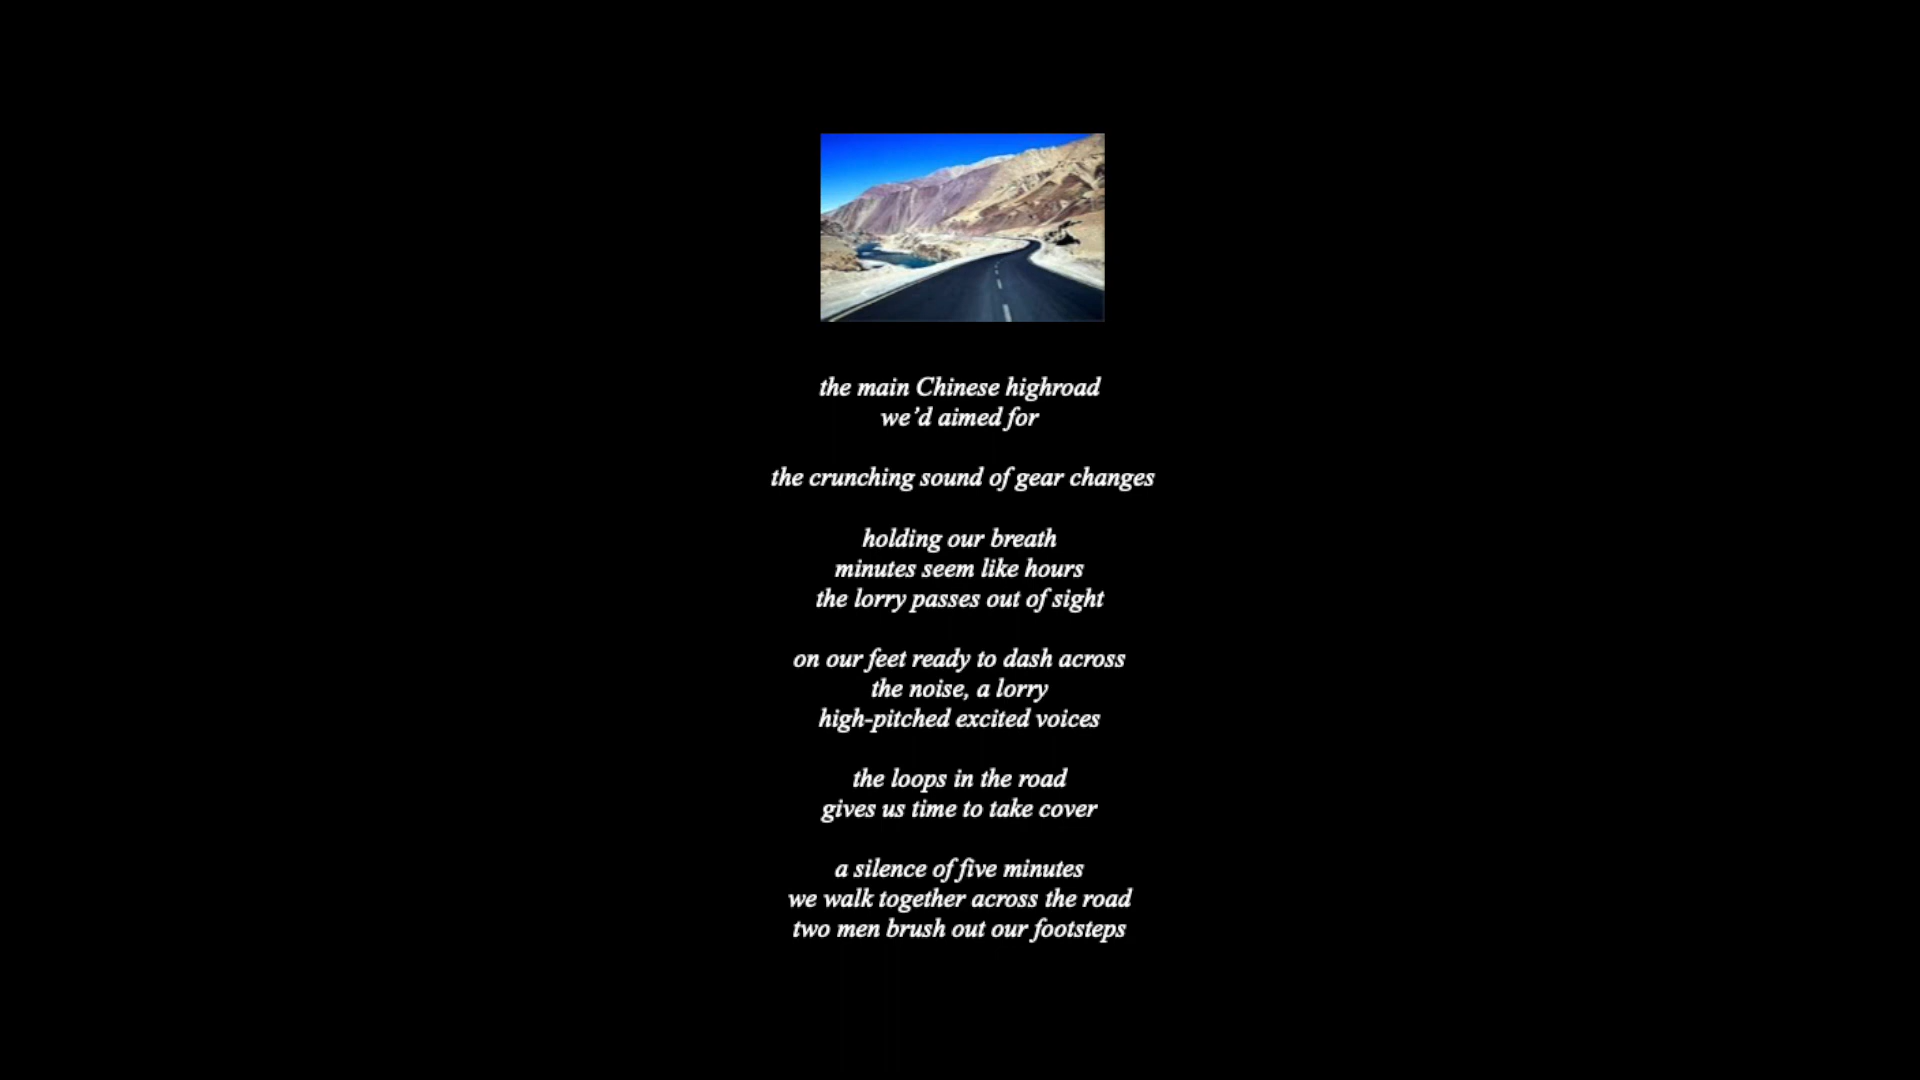 the main Chinese highroad
we’d aimed for
the crunching sound of gear changes
holding our breath
minutes seem like hours
the lorry passes out of sight
on our feet ready to dash across
the noise, a lorry
high-pitched excited voices
the loops in the road
gives us time to take cover
a silence of five minutes
we walk together across the road
two men brush out our footsteps